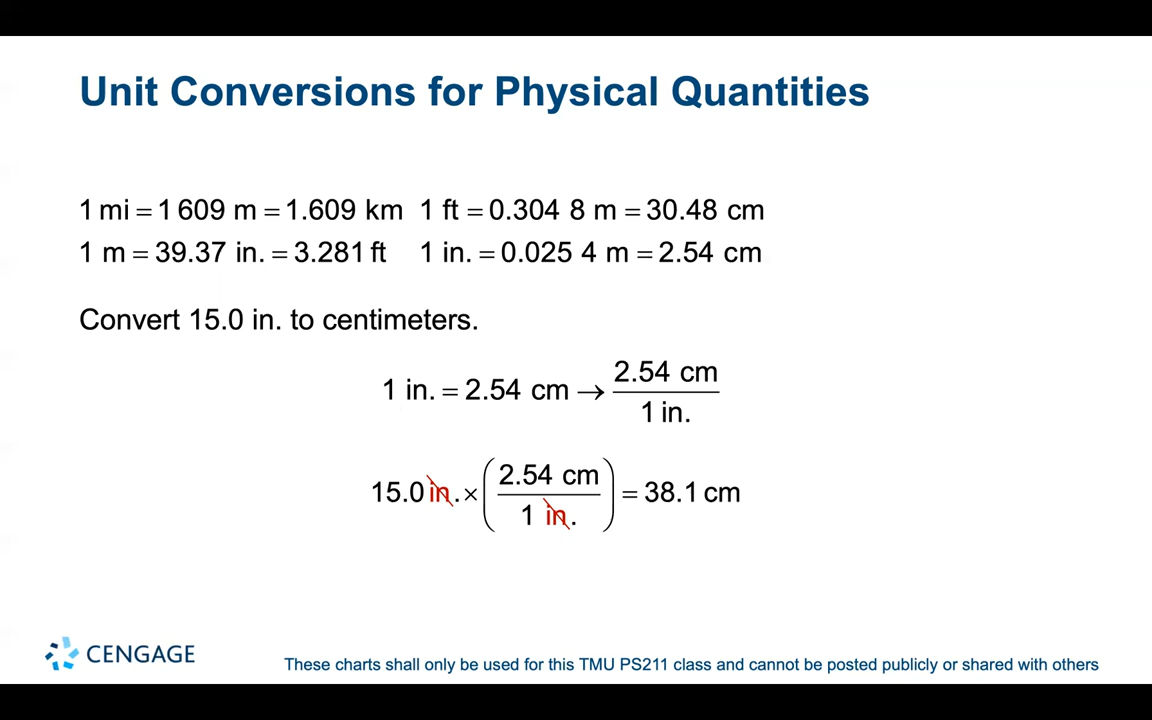 Unit Conversions for Physical Quantities
1 mi = 1 609 m = 1.609 km 1 ft = 0.304 8 m = 30.48 cm
1 m = 39.37 in. = 3.281 ft 1 in. = 0.025 4 m = 2.54 cm
Convert 15.0 in. to centimeters.
1 in. = 2.54 cm → 2.54 cm / 1 in.
15.0 in. × (2.54 cm / 1 in.) = 38.1 cm
CENGAGE
These charts shall only be used for this TMU PS211 class and cannot be posted publicly or shared with others